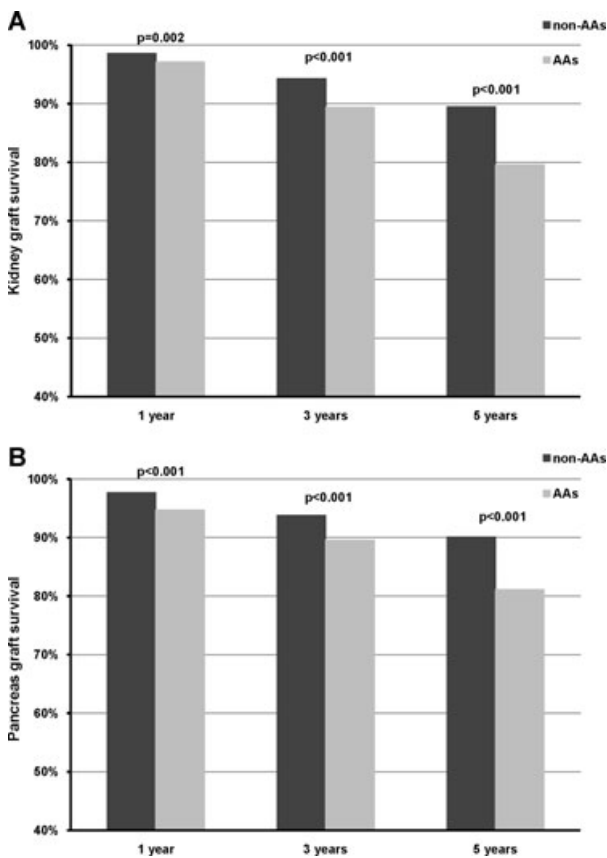 A
non-AAs
AAs
p=0.002
p<0.001
p<0.001
100%
90%
80%
70%
60%
50%
40%
Kidney graft survival
1 year
3 years
5 years
B
non-AAs
AAs
p<0.001
p<0.001
p<0.001
100%
90%
80%
70%
60%
50%
40%
Pancreas graft survival
1 year
3 years
5 years